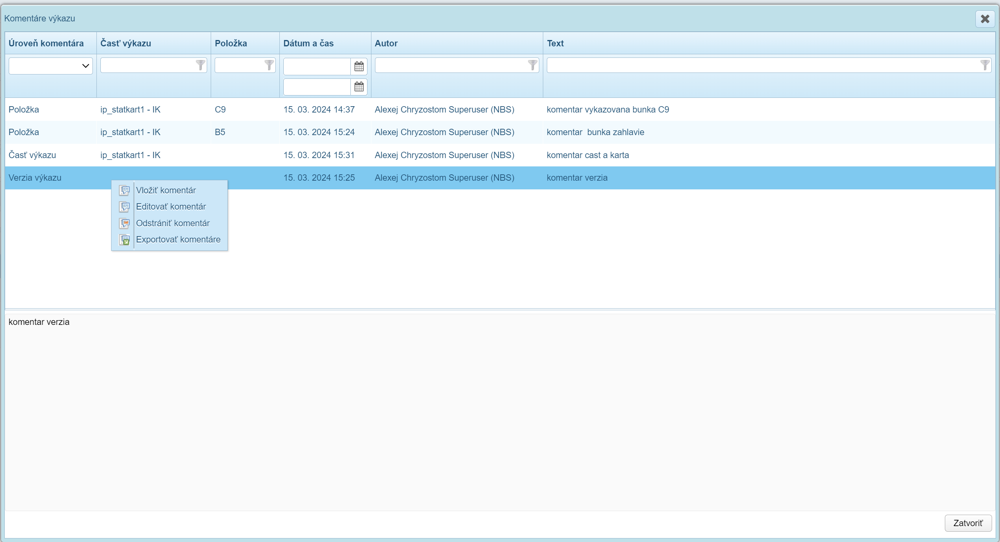 Komentáre výkazu
Úroveň komentára Časť výkazu Položka Dátum a čas Autor Text
Položka ip_statkart1 - IK C9 15. 03. 2024 14:37 Alexej Chryzostom Superuser (NBS) komentar vykazovana bunka C9
Položka ip_statkart1 - IK B5 15. 03. 2024 15:24 Alexej Chryzostom Superuser (NBS) komentar  bunka zahlavie
Časť výkazu ip_statkart1 - IK 15. 03. 2024 15:31 Alexej Chryzostom Superuser (NBS) komentar cast a karta
Verzia výkazu 15. 03. 2024 15:25 Alexej Chryzostom Superuser (NBS) komentar verzia
Vložiť komentár
Editovať komentár
Odstrániť komentár
Exportovať komentáre
komentar verzia
Zatvoriť